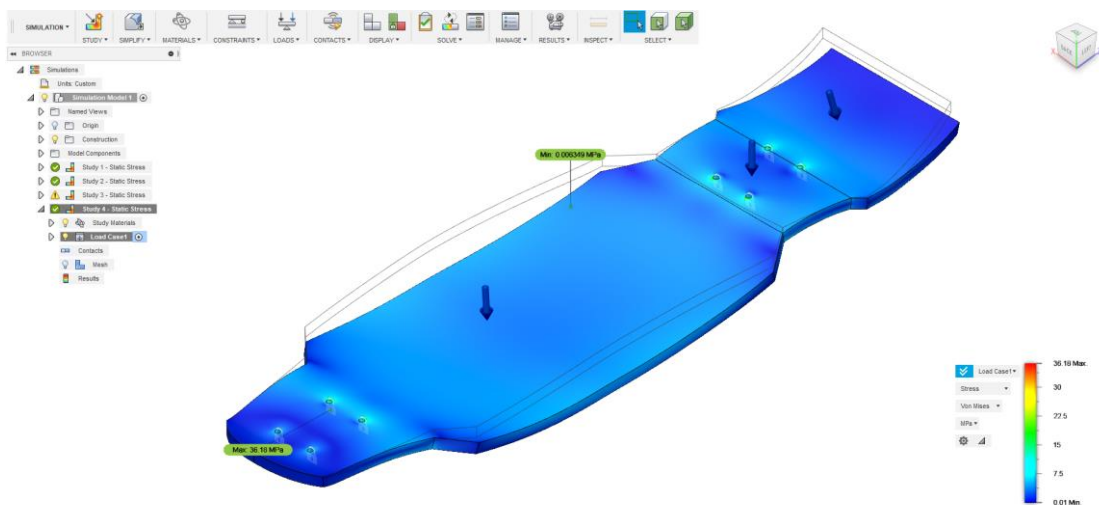 SIMULATION
STUDY
SIMPLIFY
MATERIALS
CONSTRAINTS
LOADS
CONTACTS
DISPLAY
SOLVE
MANAGE
RESULTS
INSPECT
SELECT
BROWSER
Simulations
Units: Custom
Simulation Model 1
Named Views
Origin
Construction
Model Components
Study 1 - Static Stress
Study 2 - Static Stress
Study 3 - Static Stress
Study 4 - Static Stress
Study Materials
Load Case1
Contacts
Mesh
Results
Min: 0.006349 MPa
Max: 36.18 MPa
BACK
LEFT
Load Case1
Stress
Von Mises
MPa
36.18 Max.
30
22.5
15
7.5
0.01 Min.